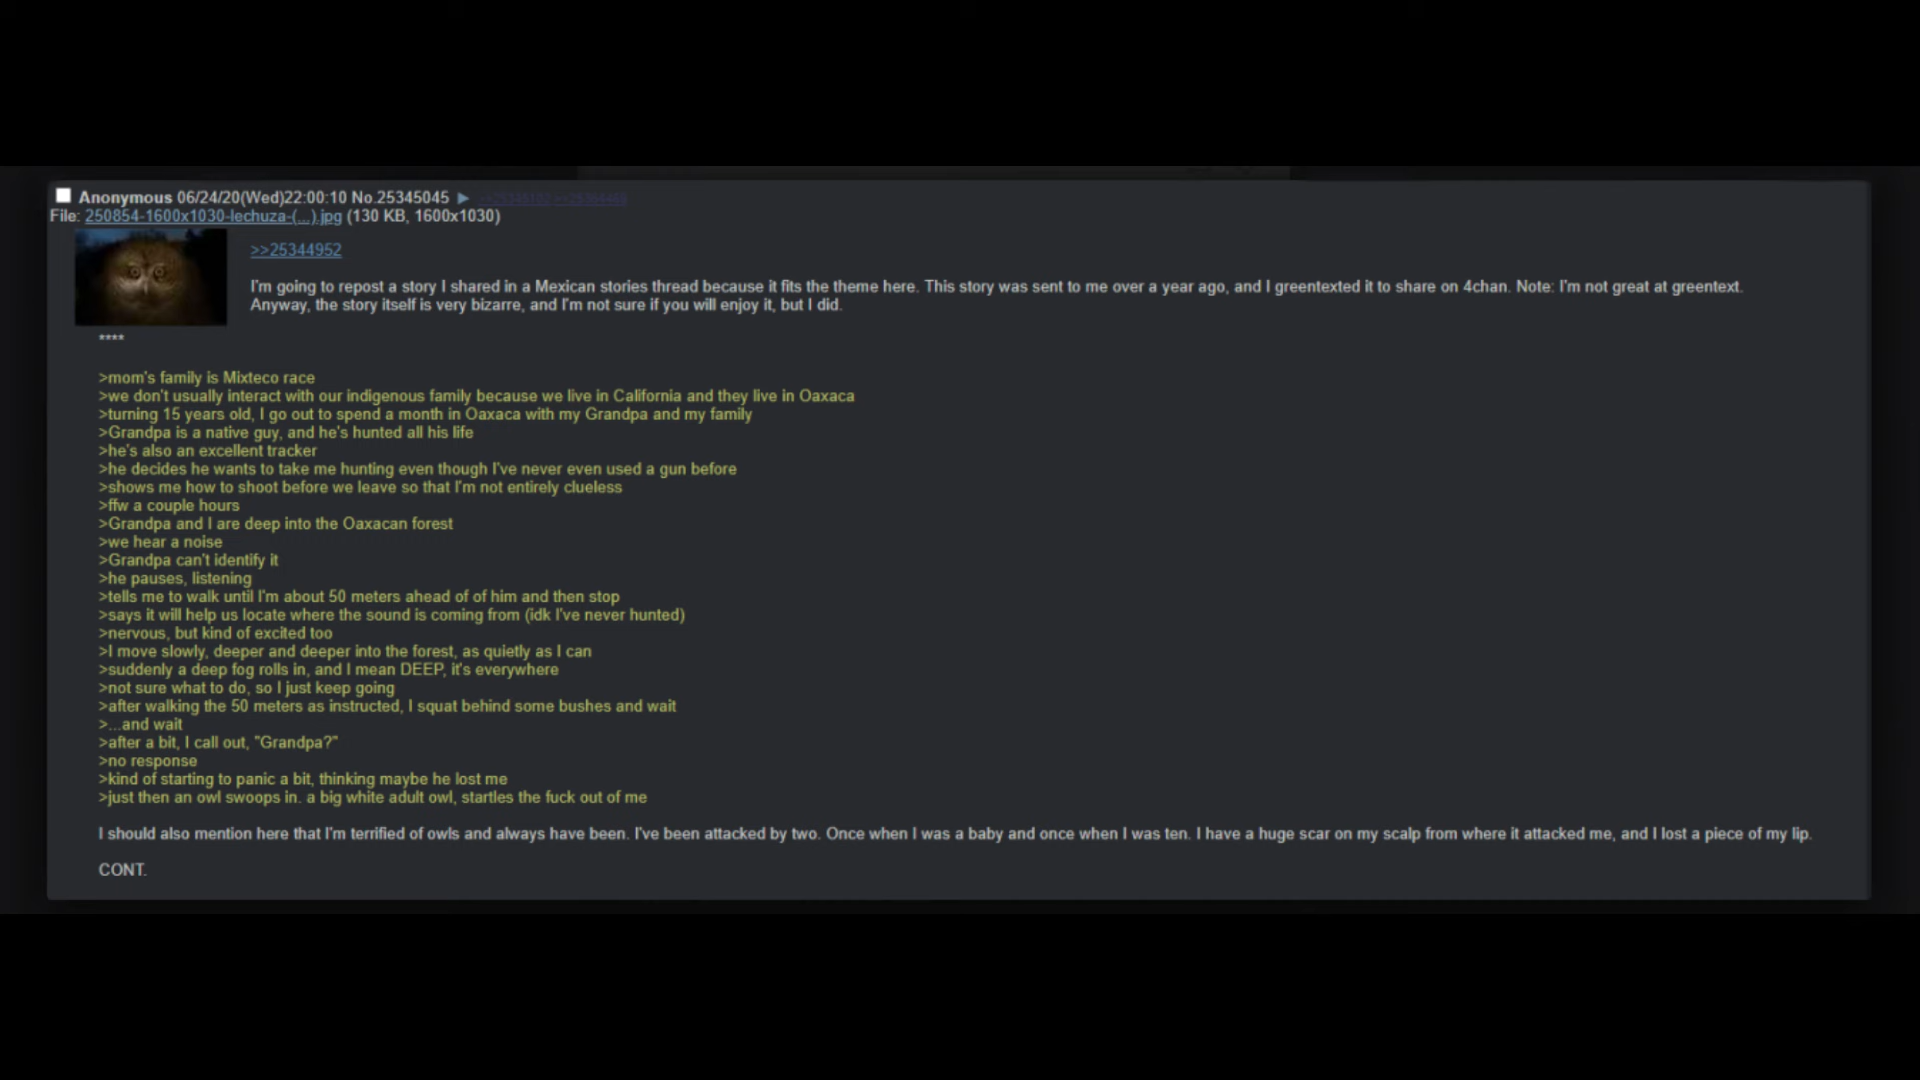 Anonymous 06/24/20(Wed)22:00:10 No.25345045 ▶
File: 250854-1600x1030-lechuza-(...).jpg (130 KB, 1600x1030)
>>25344952
I'm going to repost a story I shared in a Mexican stories thread because it fits the theme here. This story was sent to me over a year ago, and I greentexted it to share on 4chan. Note: I'm not great at greentext.
Anyway, the story itself is very bizarre, and I'm not sure if you will enjoy it, but I did.
****
>mom's family is Mixteco race
>we don't usually interact with our indigenous family because we live in California and they live in Oaxaca
>turning 15 years old, I go out to spend a month in Oaxaca with my Grandpa and my family
>Grandpa is a native guy, and he's hunted all his life
>he's also an excellent tracker
>he decides he wants to take me hunting even though I've never even used a gun before
>shows me how to shoot before we leave so that I'm not entirely clueless
>ffw a couple hours
>Grandpa and I are deep into the Oaxacan forest
>we hear a noise
>Grandpa can't identify it
>he pauses, listening
>tells me to walk until I'm about 50 meters ahead of of him and then stop
>says it will help us locate where the sound is coming from (idk I've never hunted)
>nervous, but kind of excited too
>I move slowly, deeper and deeper into the forest, as quietly as I can
>suddenly a deep fog rolls in, and I mean DEEP, it's everywhere
>not sure what to do, so I just keep going
>after walking the 50 meters as instructed, I squat behind some bushes and wait
>...and wait
>after a bit, I call out, "Grandpa?"
>no response
>kind of starting to panic a bit, thinking maybe he lost me
>just then an owl swoops in. a big white adult owl, startles the fuck out of me
I should also mention here that I'm terrified of owls and always have been. I've been attacked by two. Once when I was a baby and once when I was ten. I have a huge scar on my scalp from where it attacked me, and I lost a piece of my lip.
CONT.